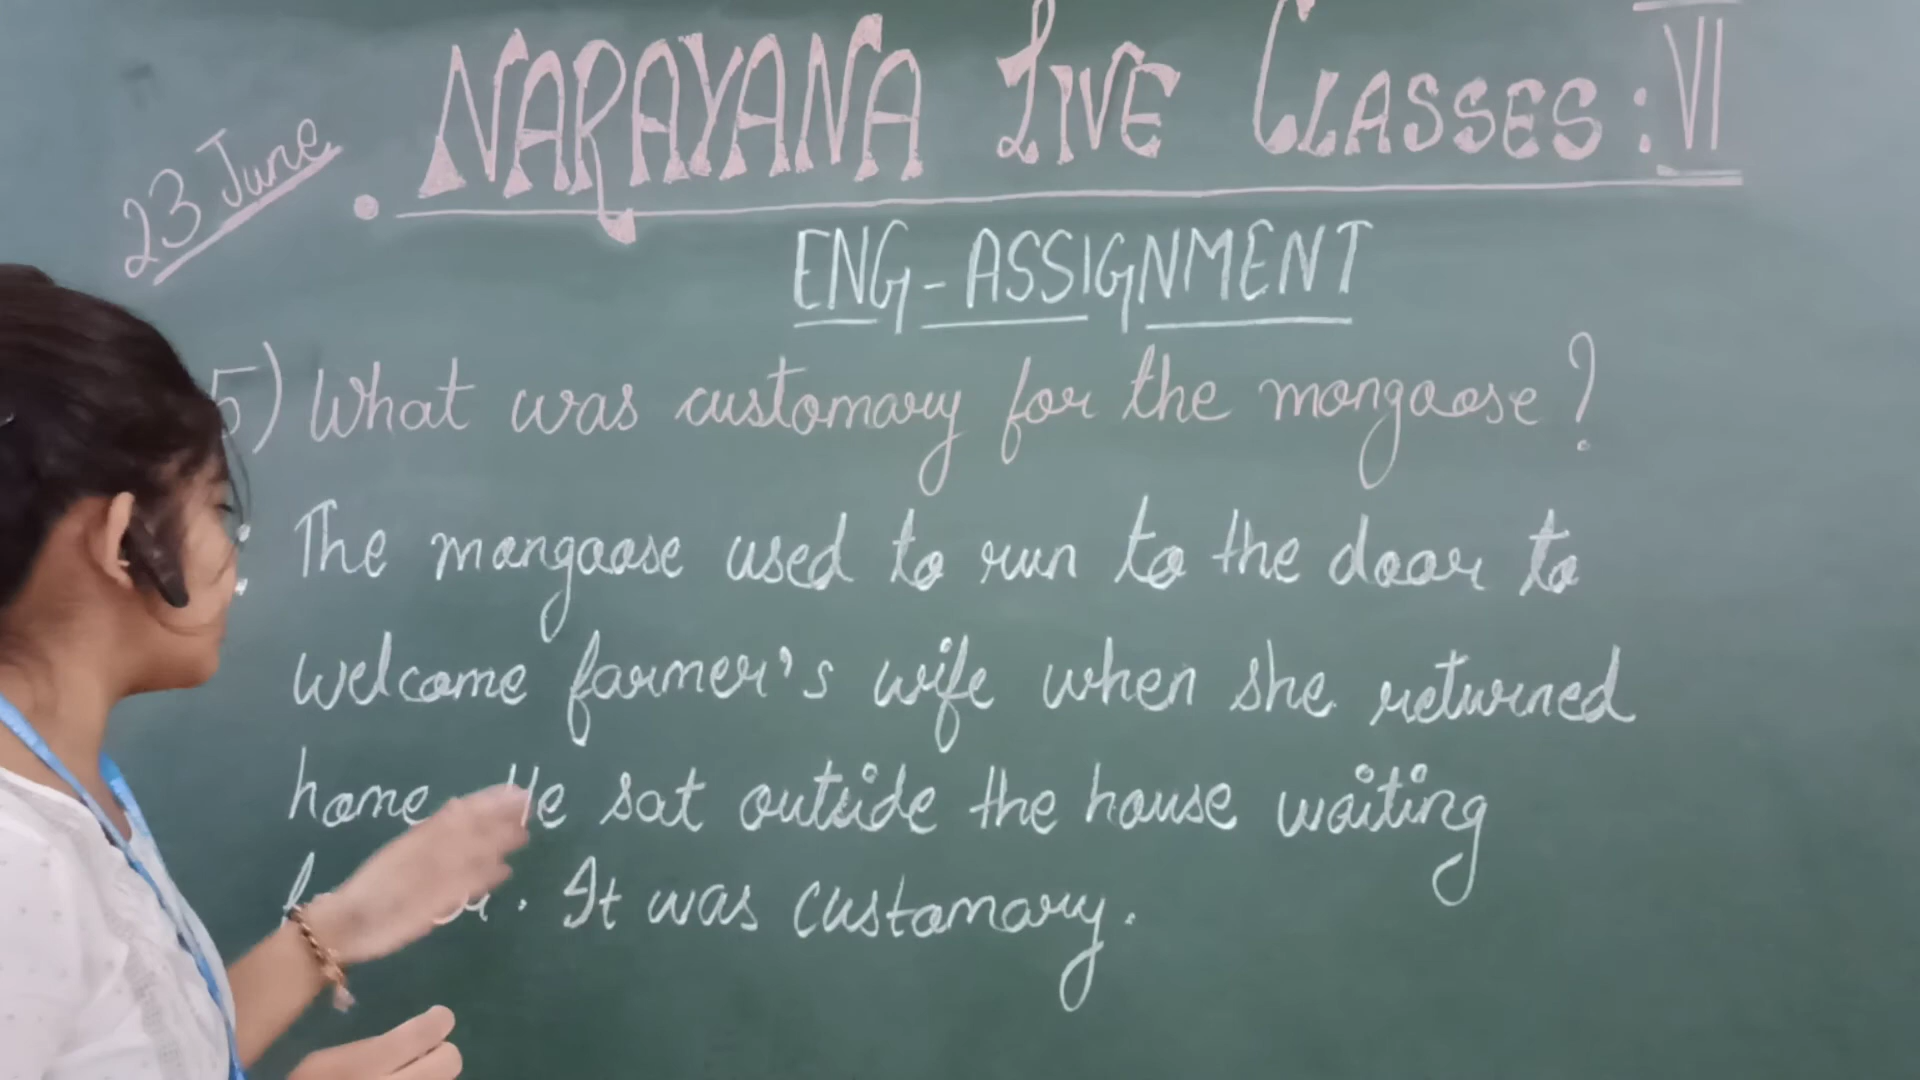 23 June
NARAYANA LIVE CLASSES : VI
ENG - ASSIGNMENT
5) What was customary for the mongoose ?
: The mongoose used to run to the door to
welcome farmer's wife when she returned
home He sat outside the house waiting
. It was customary.